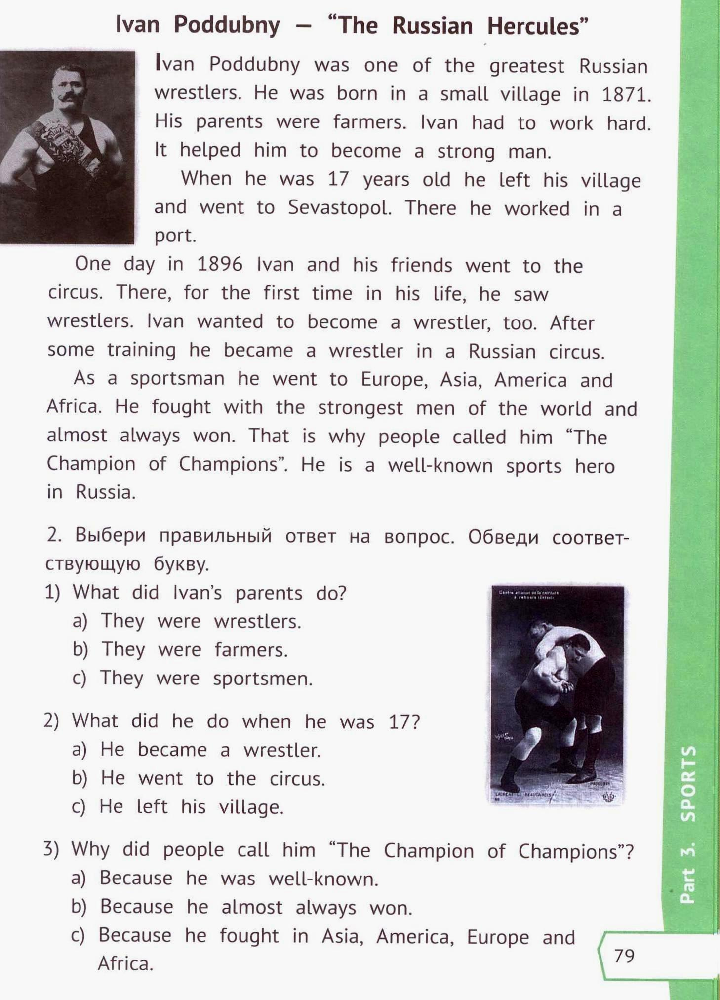 Ivan Poddubny – “The Russian Hercules”
Ivan Poddubny was one of the greatest Russian
wrestlers. He was born in a small village in 1871.
His parents were farmers. Ivan had to work hard.
It helped him to become a strong man.
When he was 17 years old he left his village
and went to Sevastopol. There he worked in a
port.
One day in 1896 Ivan and his friends went to the
circus. There, for the first time in his life, he saw
wrestlers. Ivan wanted to become a wrestler, too. After
some training he became a wrestler in a Russian circus.
As a sportsman he went to Europe, Asia, America and
Africa. He fought with the strongest men of the world and
almost always won. That is why people called him “The
Champion of Champions”. He is a well-known sports hero
in Russia.
2. Выбери правильный ответ на вопрос. Обведи соответ-
ствующую букву.
1) What did Ivan’s parents do?
a) They were wrestlers.
b) They were farmers.
c) They were sportsmen.
2) What did he do when he was 17?
a) He became a wrestler.
b) He went to the circus.
c) He left his village.
3) Why did people call him “The Champion of Champions”?
a) Because he was well-known.
b) Because he almost always won.
c) Because he fought in Asia, America, Europe and
Africa.
Part 3. SPORTS
79